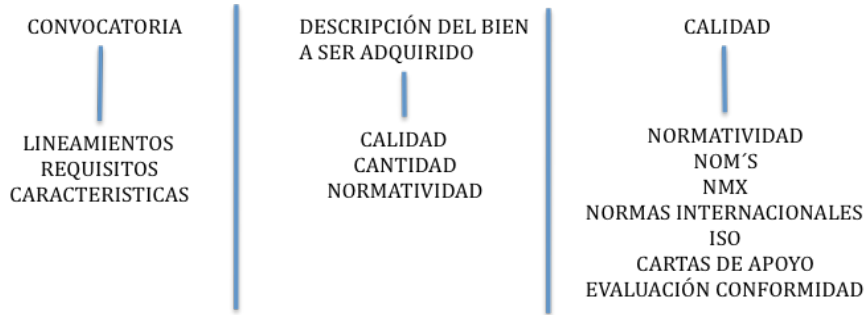 CONVOCATORIA
LINEAMIENTOS
REQUISITOS
CARACTERISTICAS
DESCRIPCIÓN DEL BIEN
A SER ADQUIRIDO
CALIDAD
CANTIDAD
NORMATIVIDAD
CALIDAD
NORMATIVIDAD
NOM´S
NMX
NORMAS INTERNACIONALES
ISO
CARTAS DE APOYO
EVALUACIÓN CONFORMIDAD